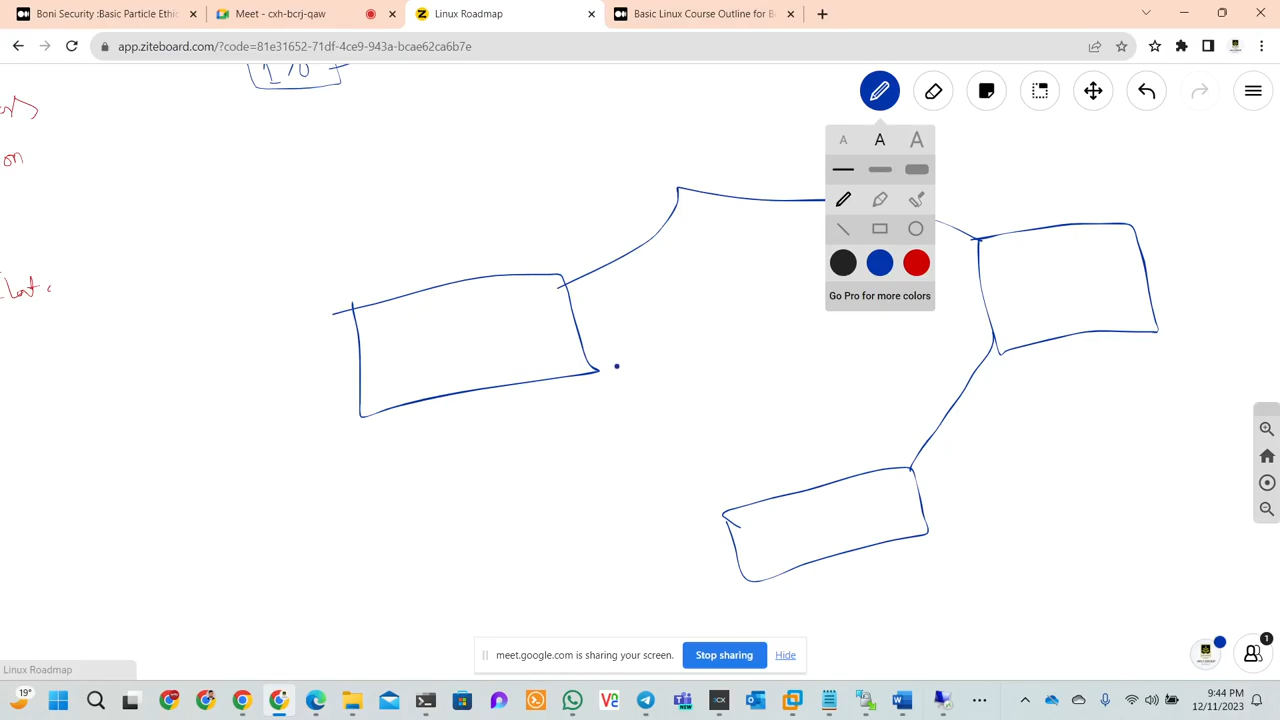 Boni Security :Basic Particle Ethic
Meet - cxh-bcrj-qaw
Linux Roadmap
Basic Linux Course Outline for B
app.ziteboard.com/?code=81e31652-71df-4ce9-943a-bcae62ca6b7e
on
A A A
Go Pro for more colors
1
meet.google.com is sharing your screen.
Stop sharing
Hide
Linux Roadmap
19°
9:44 PM
12/11/2023